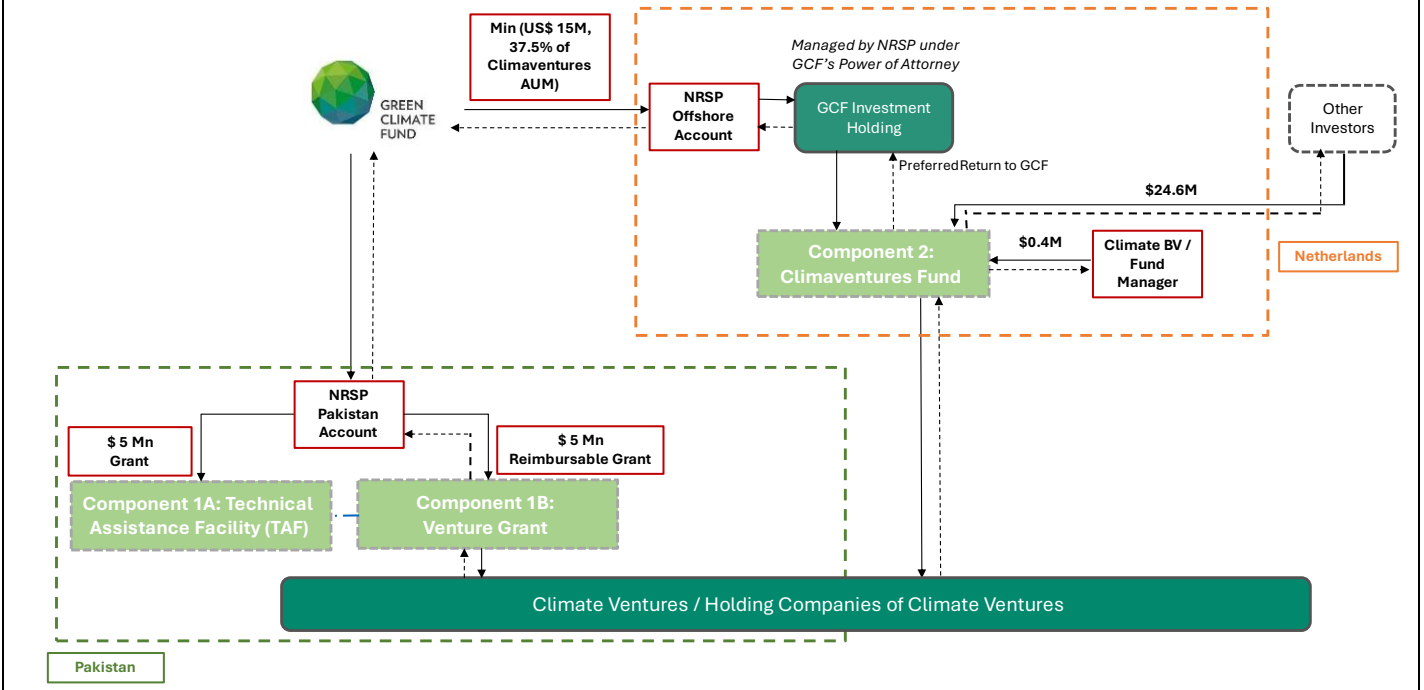 Min (US$ 15M,
37.5% of
Climaventures
AUM)
Managed by NRSP under
GCF's Power of Attorney
GREEN
CLIMATE
FUND
NRSP
Offshore
Account
GCF Investment
Holding
Other
Investors
Preferred Return to GCF
$24.6M
Component 2:
Climaventures Fund
$0.4M
Climate BV /
Fund
Manager
Netherlands
NRSP
Pakistan
Account
$ 5 Mn
Grant
$ 5 Mn
Reimbursable Grant
Component 1A: Technical
Assistance Facility (TAF)
Component 1B:
Venture Grant
Climate Ventures / Holding Companies of Climate Ventures
Pakistan